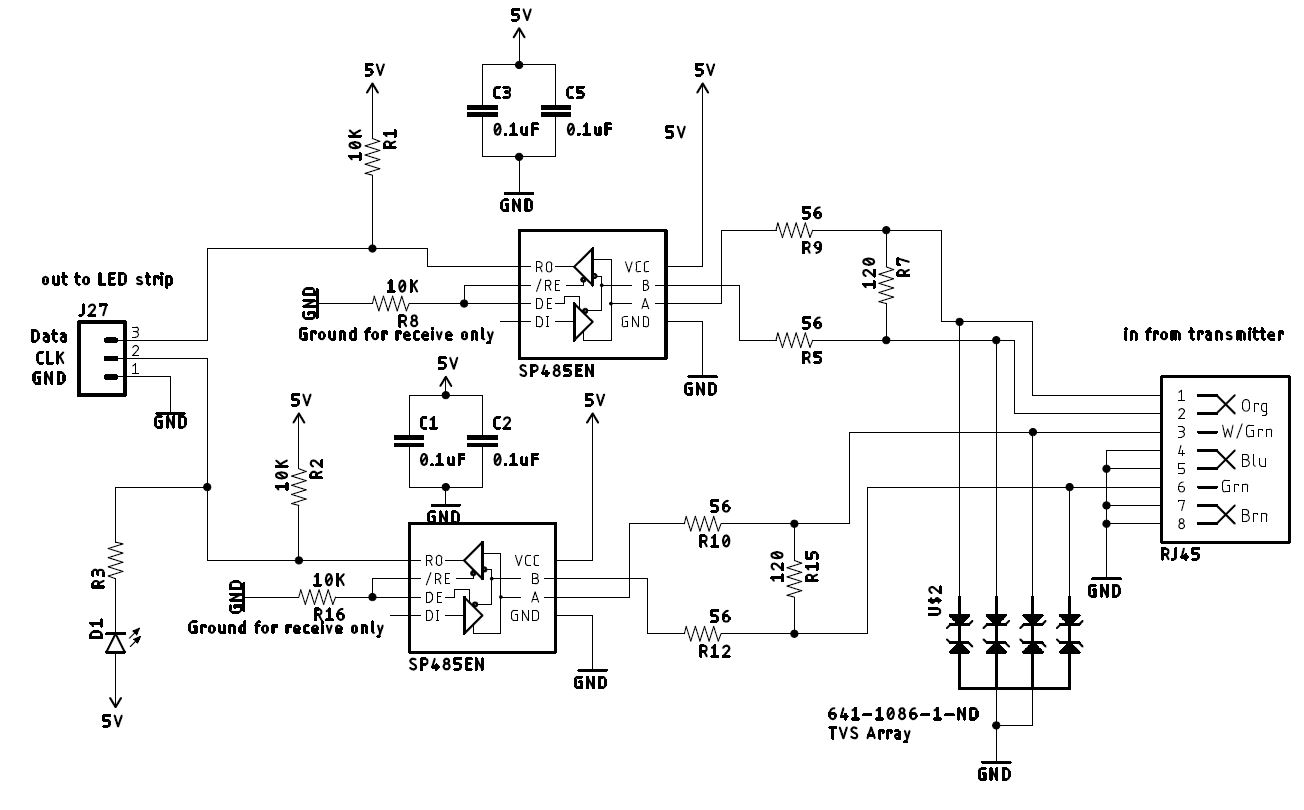 5V
C3
C5
0.1uF
0.1uF
GND
5V
10K
R1
5V
5V
out to LED strip
J27
Data
CLK
GND
3
2
1
GND
GND
10K
R8
Ground for receive only
RO
/RE
DE
DI
VCC
B
A
GND
SP485EN
GND
56
R9
120
R7
56
R5
in from transmitter
1
2
3
4
5
6
7
8
Org
W/Grn
Blu
Grn
Brn
RJ45
GND
5V
C1
C2
0.1uF
0.1uF
GND
5V
10K
R2
5V
GND
10K
R16
Ground for receive only
RO
/RE
DE
DI
VCC
B
A
GND
SP485EN
GND
56
R10
120
R15
56
R12
R3
D1
5V
U$2
641-1086-1-ND
TVS Array
GND